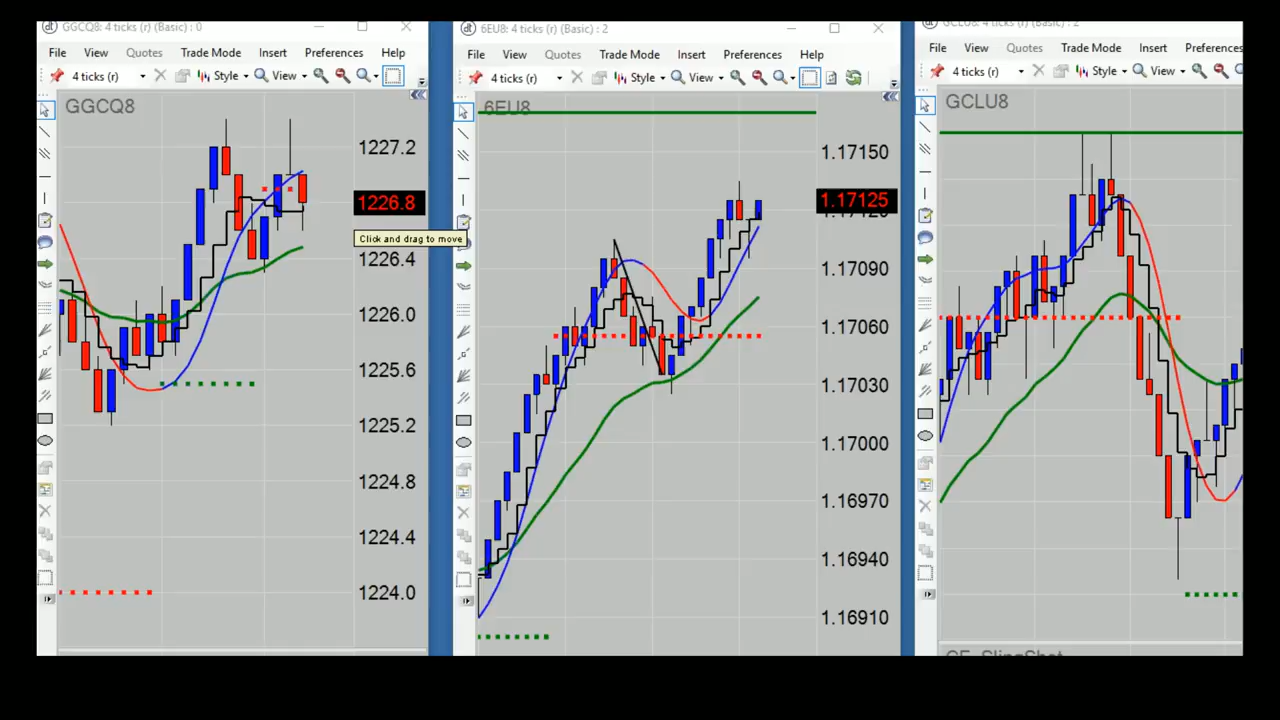 GGCQ8: 4 ticks (r) (Basic) : 0
File View Quotes Trade Mode Insert Preferences Help
4 ticks (r) Style View
GGCQ8
1227.2
1226.8
Click and drag to move
1226.4
1226.0
1225.6
1225.2
1224.8
1224.4
1224.0
6EU8: 4 ticks (r) (Basic) : 2
File View Quotes Trade Mode Insert Preferences Help
4 ticks (r) Style View
6EU8
1.17150
1.17125
1.17090
1.17060
1.17030
1.17000
1.16970
1.16940
1.16910
GCLU8: 4 ticks (r) (Basic) : 2
File View Quotes Trade Mode Insert Preferences
4 ticks (r) Style View
GCLU8